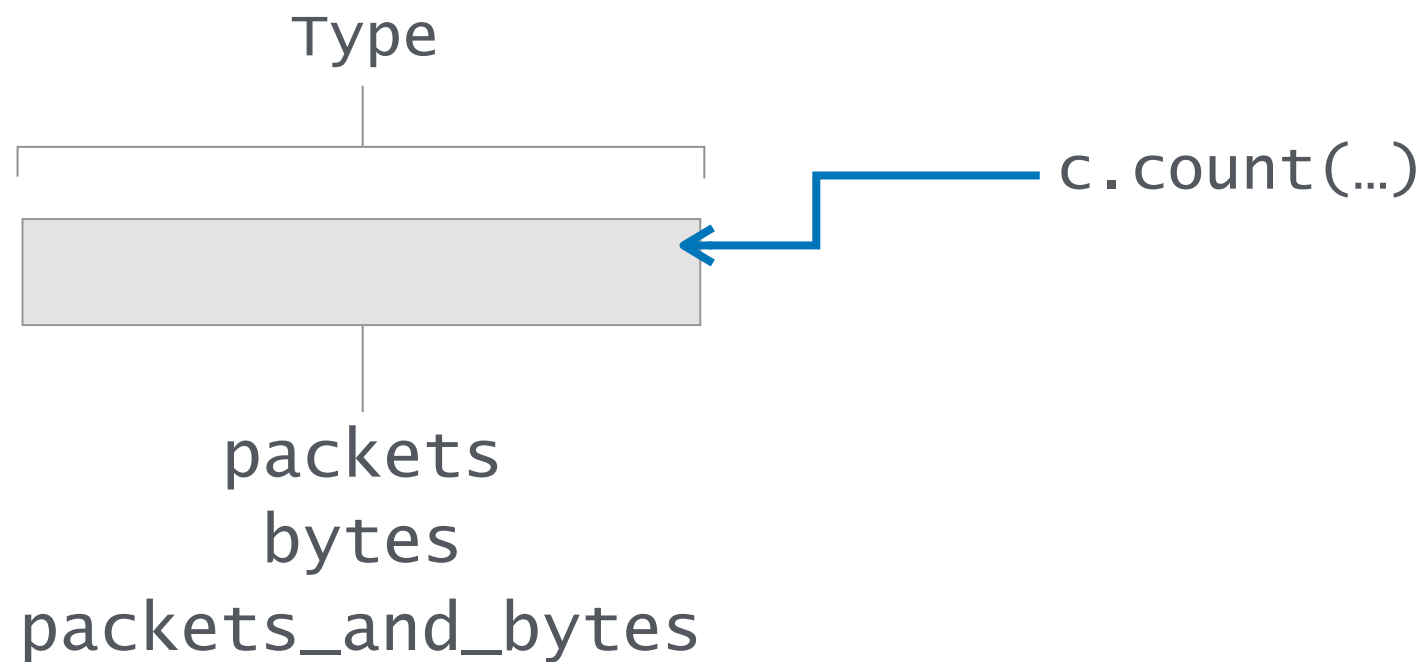 Type
c.count(…)
packets
bytes
packets_and_bytes